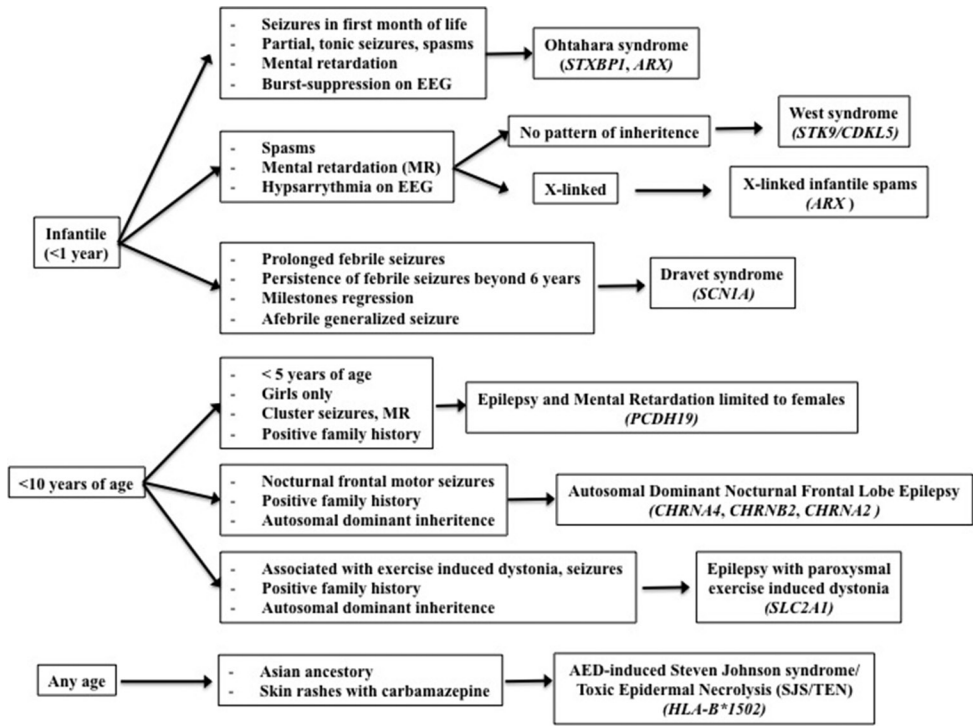 - Seizures in first month of life
- Partial, tonic seizures, spasms
- Mental retardation
- Burst-suppression on EEG
Ohtahara syndrome
(STXBP1, ARX)
- Spasms
- Mental retardation (MR)
- Hypsarrythmia on EEG
No pattern of inheritence
West syndrome
(STK9/CDKL5)
X-linked
X-linked infantile spams
(ARX )
Infantile
(<1 year)
- Prolonged febrile seizures
- Persistence of febrile seizures beyond 6 years
- Milestones regression
- Afebrile generalized seizure
Dravet syndrome
(SCN1A)
- < 5 years of age
- Girls only
- Cluster seizures, MR
- Positive family history
Epilepsy and Mental Retardation limited to females
(PCDH19)
<10 years of age
- Nocturnal frontal motor seizures
- Positive family history
- Autosomal dominant inheritence
Autosomal Dominant Nocturnal Frontal Lobe Epilepsy
(CHRNA4, CHRNB2, CHRNA2 )
- Associated with exercise induced dystonia, seizures
- Positive family history
- Autosomal dominant inheritence
Epilepsy with paroxysmal
exercise induced dystonia
(SLC2A1)
Any age
- Asian ancestory
- Skin rashes with carbamazepine
AED-induced Steven Johnson syndrome/
Toxic Epidermal Necrolysis (SJS/TEN)
(HLA-B*1502)